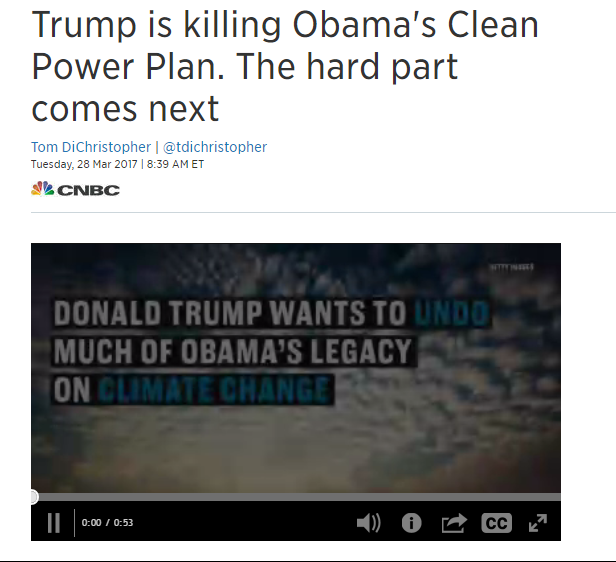 Trump is killing Obama's Clean
Power Plan. The hard part
comes next
Tom DiChristopher | @tdichristopher
Tuesday, 28 Mar 2017 | 8:39 AM ET
CNBC
GETTY IMAGES
DONALD TRUMP WANTS TO UNDO
MUCH OF OBAMA'S LEGACY
ON CLIMATE CHANGE
0:00 / 0:53
CC